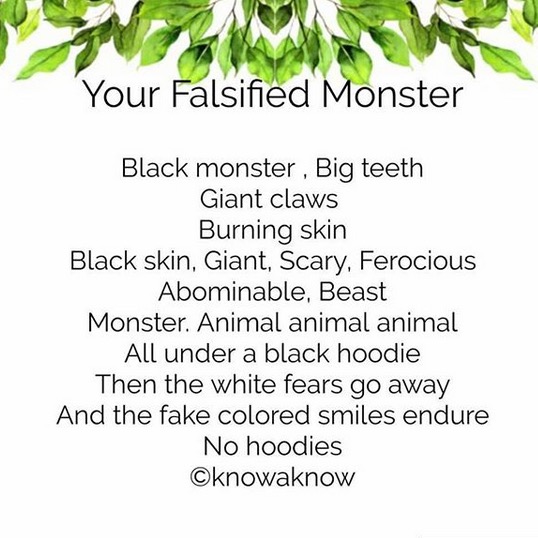 Your Falsified Monster
Black monster , Big teeth
Giant claws
Burning skin
Black skin, Giant, Scary, Ferocious
Abominable, Beast
Monster. Animal animal animal
All under a black hoodie
Then the white fears go away
And the fake colored smiles endure
No hoodies
©knowaknow